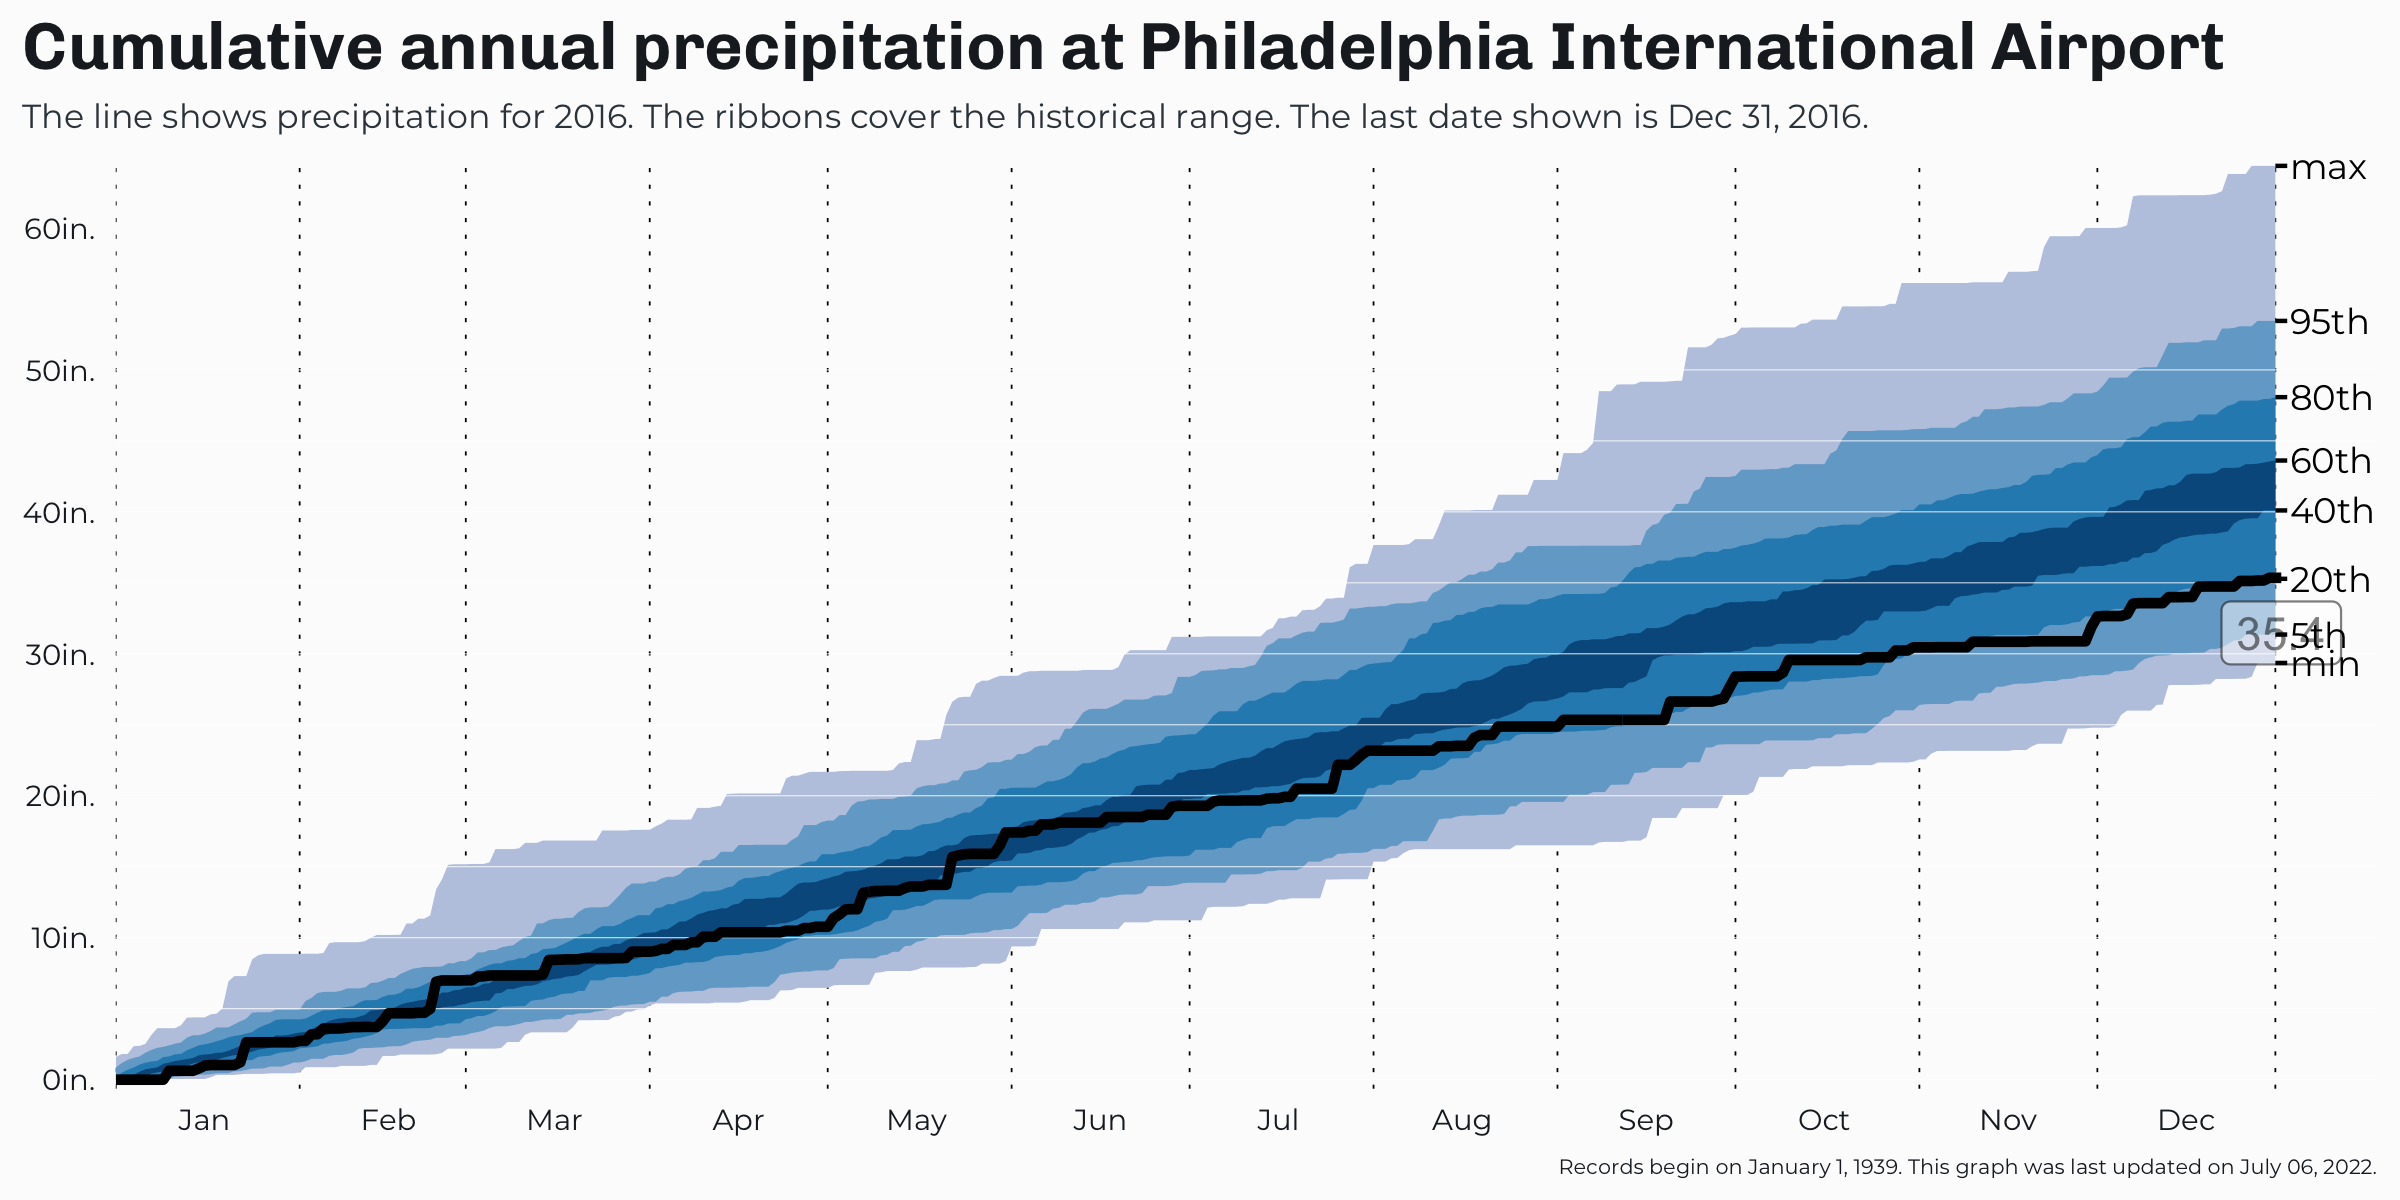 Cumulative annual precipitation at Philadelphia International Airport
The line shows precipitation for 2016. The ribbons cover the historical range. The last date shown is Dec 31, 2016.
max
60in.
95th
50in.
80th
60th
40in.
40th
20th
35.4
5th
30in.
min
20in.
10in.
0in.
Jan Feb Mar Apr May Jun Jul Aug Sep Oct Nov Dec
Records begin on January 1, 1939. This graph was last updated on July 06, 2022.